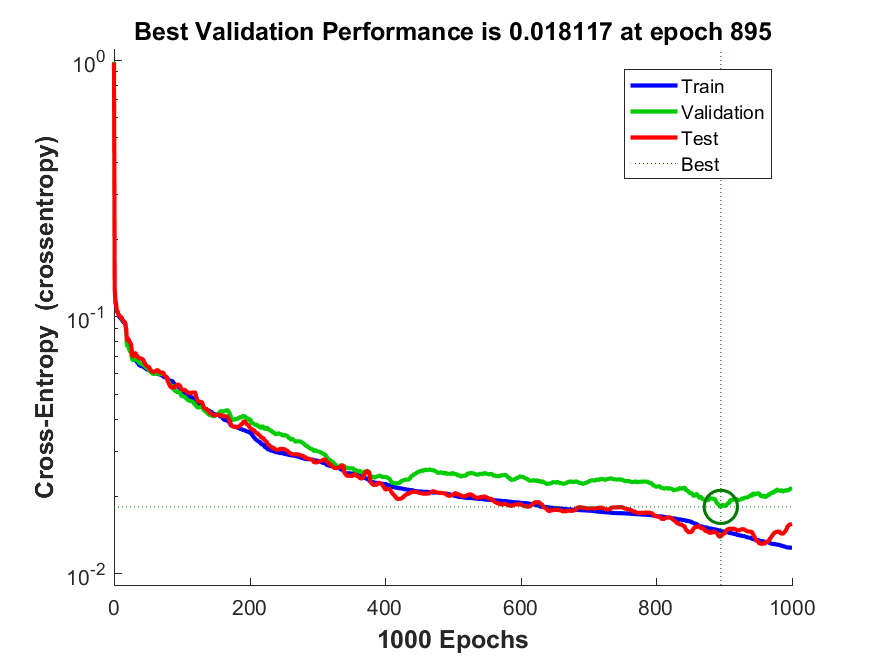 Best Validation Performance is 0.018117 at epoch 895
10^0
10^-1
10^-2
Cross-Entropy (crossentropy)
Train
Validation
Test
Best
0 200 400 600 800 1000
1000 Epochs